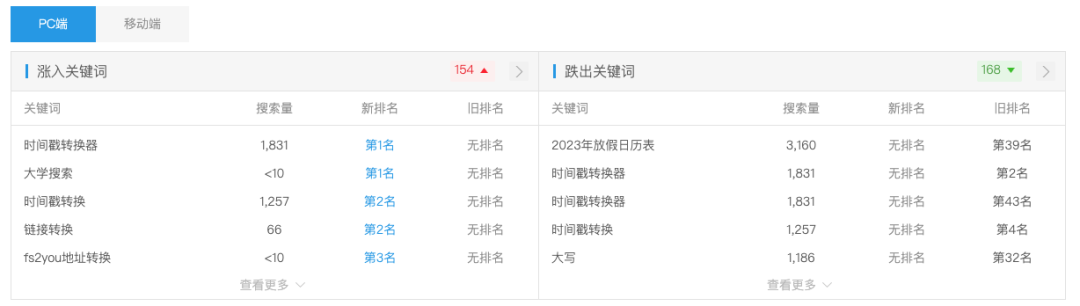 PC端 移动端
涨入关键词 154
关键词 搜索量 新排名 旧排名
时间戳转换器 1,831 第1名 无排名
大学搜索 <10 第1名 无排名
时间戳转换 1,257 第2名 无排名
链接转换 66 第2名 无排名
fs2you地址转换 <10 第3名 无排名
查看更多
跌出关键词 168
关键词 搜索量 新排名 旧排名
2023年放假日历表 3,160 无排名 第39名
时间戳转换器 1,831 无排名 第2名
时间戳转换器 1,831 无排名 第43名
时间戳转换 1,257 无排名 第4名
大写 1,186 无排名 第32名
查看更多